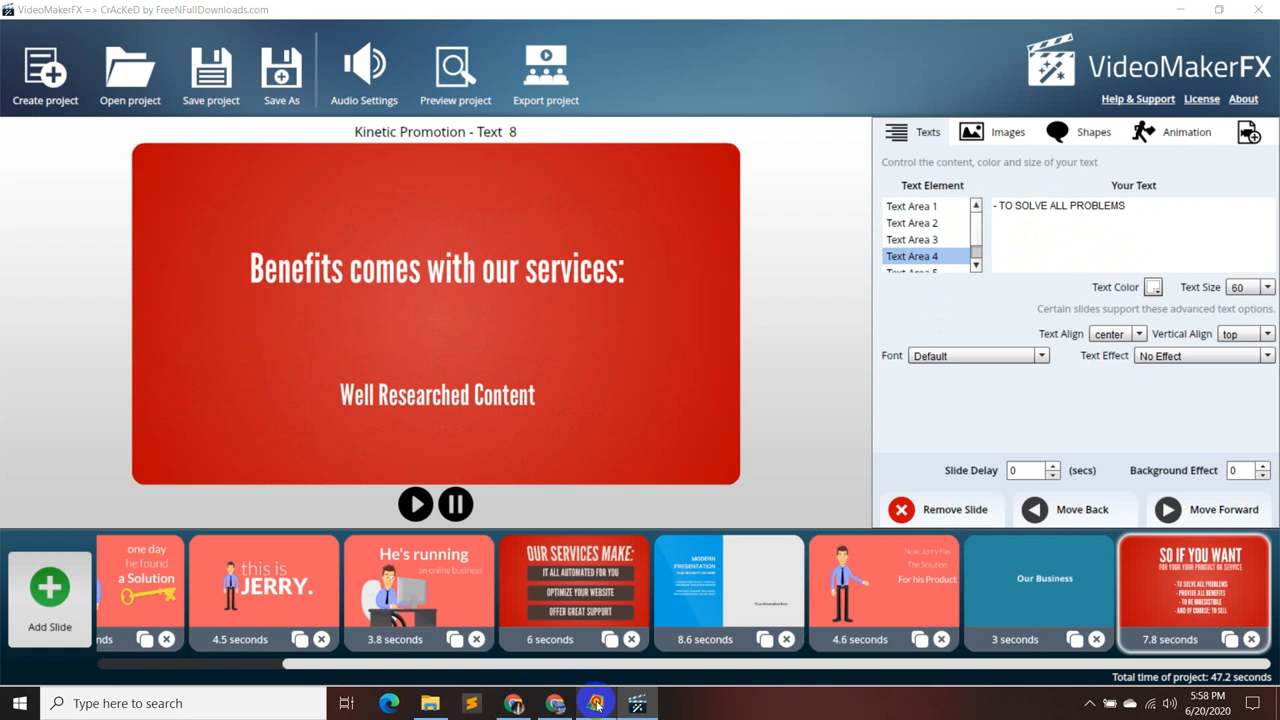 VideoMakerFX => CrAcKeD by FreeNFullDownloads.com
Create project
Open project
Save project
Save As
Audio Settings
Preview project
Export project
VideoMakerFX
Help & Support
License
About
Kinetic Promotion - Text 8
Benefits comes with our services:
Well Researched Content
Texts
Images
Shapes
Animation
Control the content, color and size of your text
Text Element
Your Text
Text Area 1
Text Area 2
Text Area 3
Text Area 4
- TO SOLVE ALL PROBLEMS
Text Color
Text Size
60
Certain slides support these advanced text options.
Text Align
center
Vertical Align
top
Font
Default
Text Effect
No Effect
Slide Delay
0
(secs)
Background Effect
0
Remove Slide
Move Back
Move Forward
Add Slide
one day
he found
a Solution
this is
JERRY.
4.5 seconds
He's running
an online business
3.8 seconds
OUR SERVICES MAKE:
IT ALL AUTOMATED FOR YOU
OPTIMIZE YOUR WEBSITE
OFFER GREAT SUPPORT
6 seconds
MODERN
PRESENTATION
8.6 seconds
Now Jerry has
The Solution
For his Product
4.6 seconds
Our Business
3 seconds
SO IF YOU WANT
FOR YOUR YOUR PRODUCT OR SERVICE
- TO SOLVE ALL PROBLEMS
- PROVIDE ALL BENEFITS
- TO BE IRRESISTIBLE
- AND OF COURSE: TO SELL
7.8 seconds
Total time of project: 47.2 seconds
Type here to search
5:58 PM
6/20/2020